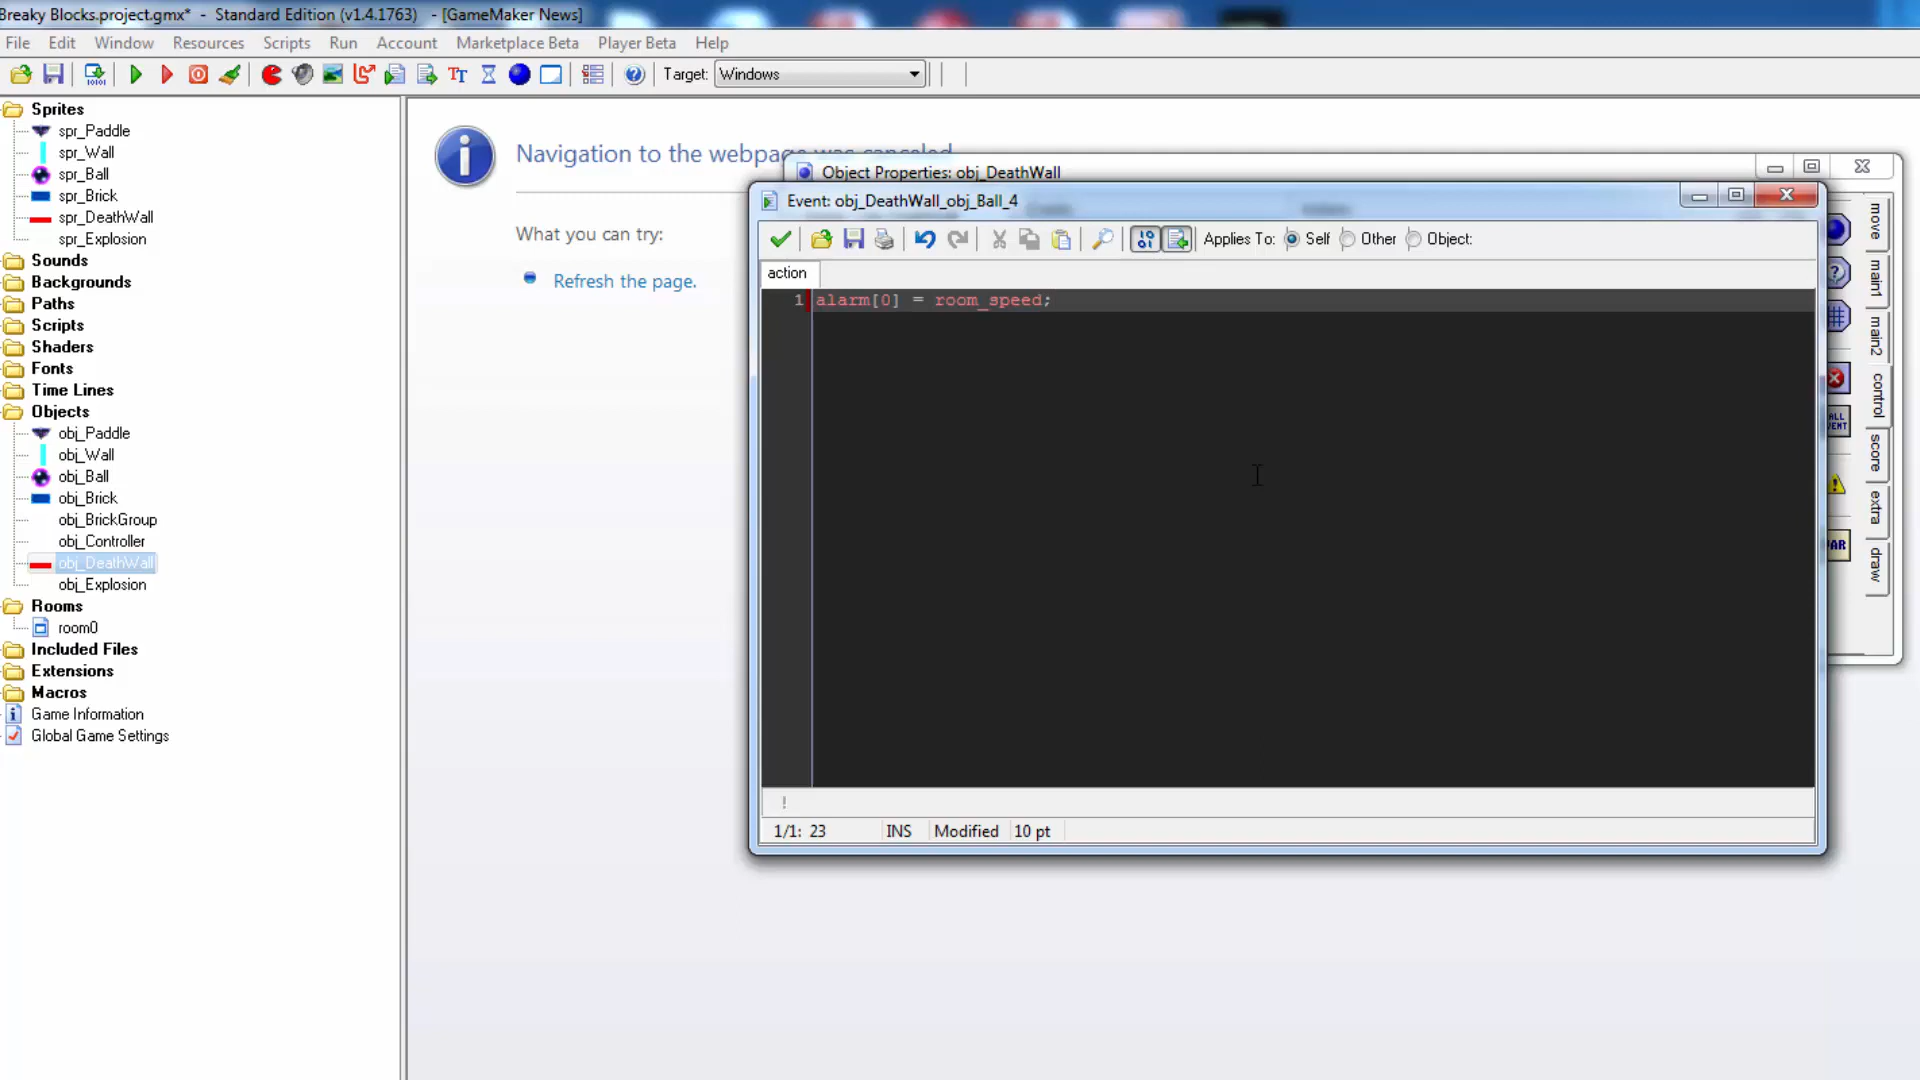 Breaky Blocks.project.gmx* - Standard Edition (v1.4.1763) - [GameMaker News]
File Edit Window Resources Scripts Run Account Marketplace Beta Player Beta Help
Target: Windows
Sprites
spr_Paddle
spr_Wall
spr_Ball
spr_Brick
spr_DeathWall
spr_Explosion
Sounds
Backgrounds
Paths
Scripts
Shaders
Fonts
Time Lines
Objects
obj_Paddle
obj_Wall
obj_Ball
obj_Brick
obj_BrickGroup
obj_Controller
obj_DeathWall
obj_Explosion
Rooms
room0
Included Files
Extensions
Macros
Game Information
Global Game Settings
Navigation to the webpage was canceled
What you can try:
Refresh the page.
Object Properties: obj_DeathWall
Event: obj_DeathWall_obj_Ball_4
Applies To: Self Other Object:
action
1 alarm[0] = room_speed;
!
1/1: 23 INS Modified 10 pt
move
main1
main2
control
score
extra
draw